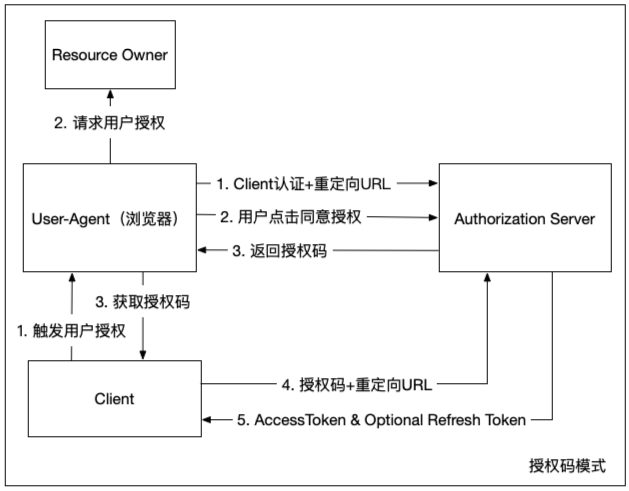 Resource Owner
2. 请求用户授权
User-Agent（浏览器）
1. Client认证+重定向URL
2. 用户点击同意授权
3. 返回授权码
Authorization Server
3. 获取授权码
1. 触发用户授权
Client
4. 授权码+重定向URL
5. AccessToken & Optional Refresh Token
授权码模式